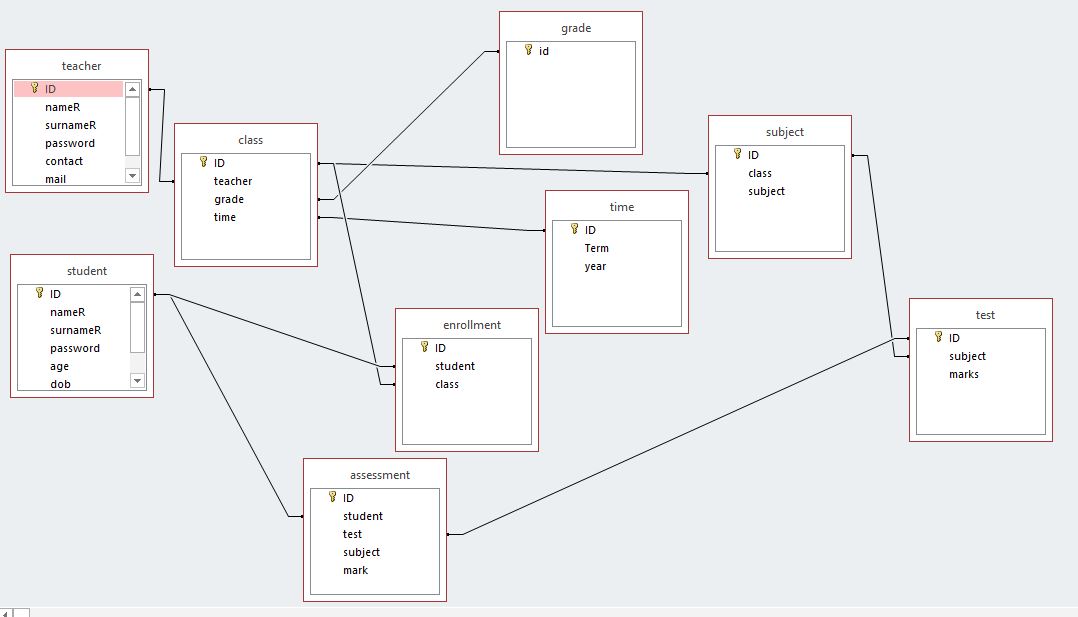 teacher
ID
nameR
surnameR
password
contact
mail
class
ID
teacher
grade
time
grade
id
subject
ID
class
subject
time
ID
Term
year
student
ID
nameR
surnameR
password
age
dob
enrollment
ID
student
class
test
ID
subject
marks
assessment
ID
student
test
subject
mark